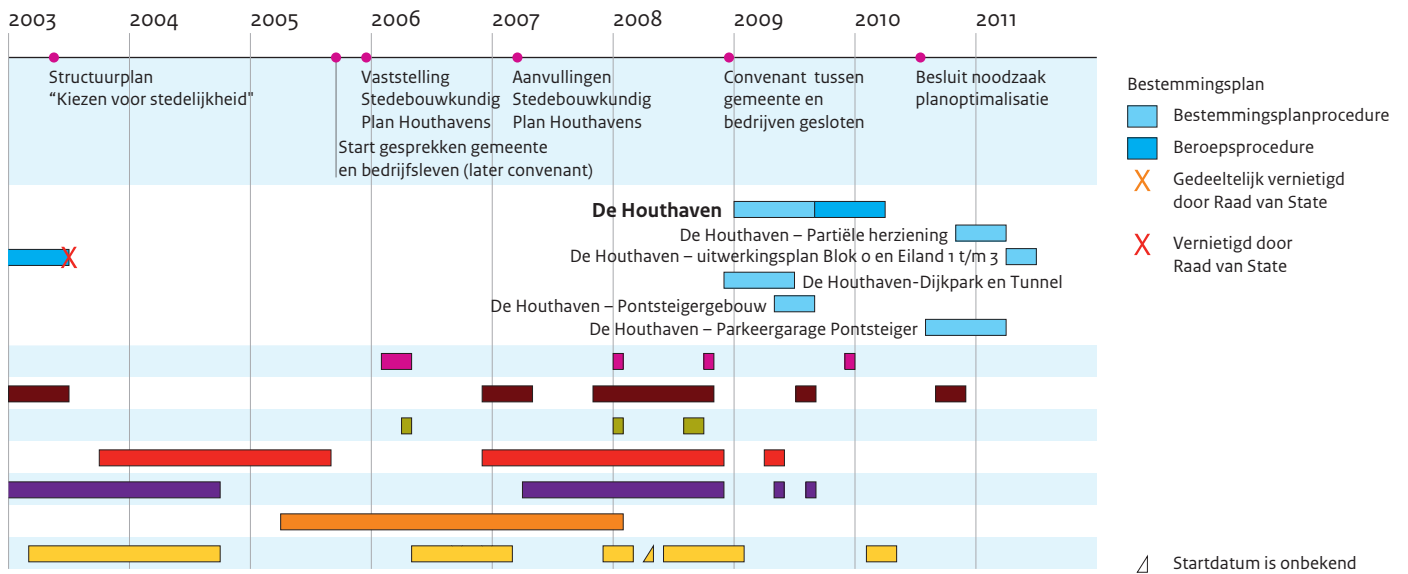 2003 2004 2005 2006 2007 2008 2009 2010 2011
Structuurplan
“Kiezen voor stedelijkheid"
Vaststelling
Stedebouwkundig
Plan Houthavens
Start gesprekken gemeente
en bedrijfsleven (later convenant)
Aanvullingen
Stedebouwkundig
Plan Houthavens
Convenant tussen
gemeente en
bedrijven gesloten
Besluit noodzaak
planoptimalisatie
De Houthaven
De Houthaven – Partiële herziening
De Houthaven – uitwerkingsplan Blok 0 en Eiland 1 t/m 3
De Houthaven-Dijkpark en Tunnel
De Houthaven – Pontsteigergebouw
De Houthaven – Parkeergarage Pontsteiger
Bestemmingsplan
Bestemmingsplanprocedure
Beroepsprocedure
X Gedeeltelijk vernietigd
door Raad van State
X Vernietigd door
Raad van State
Startdatum is onbekend